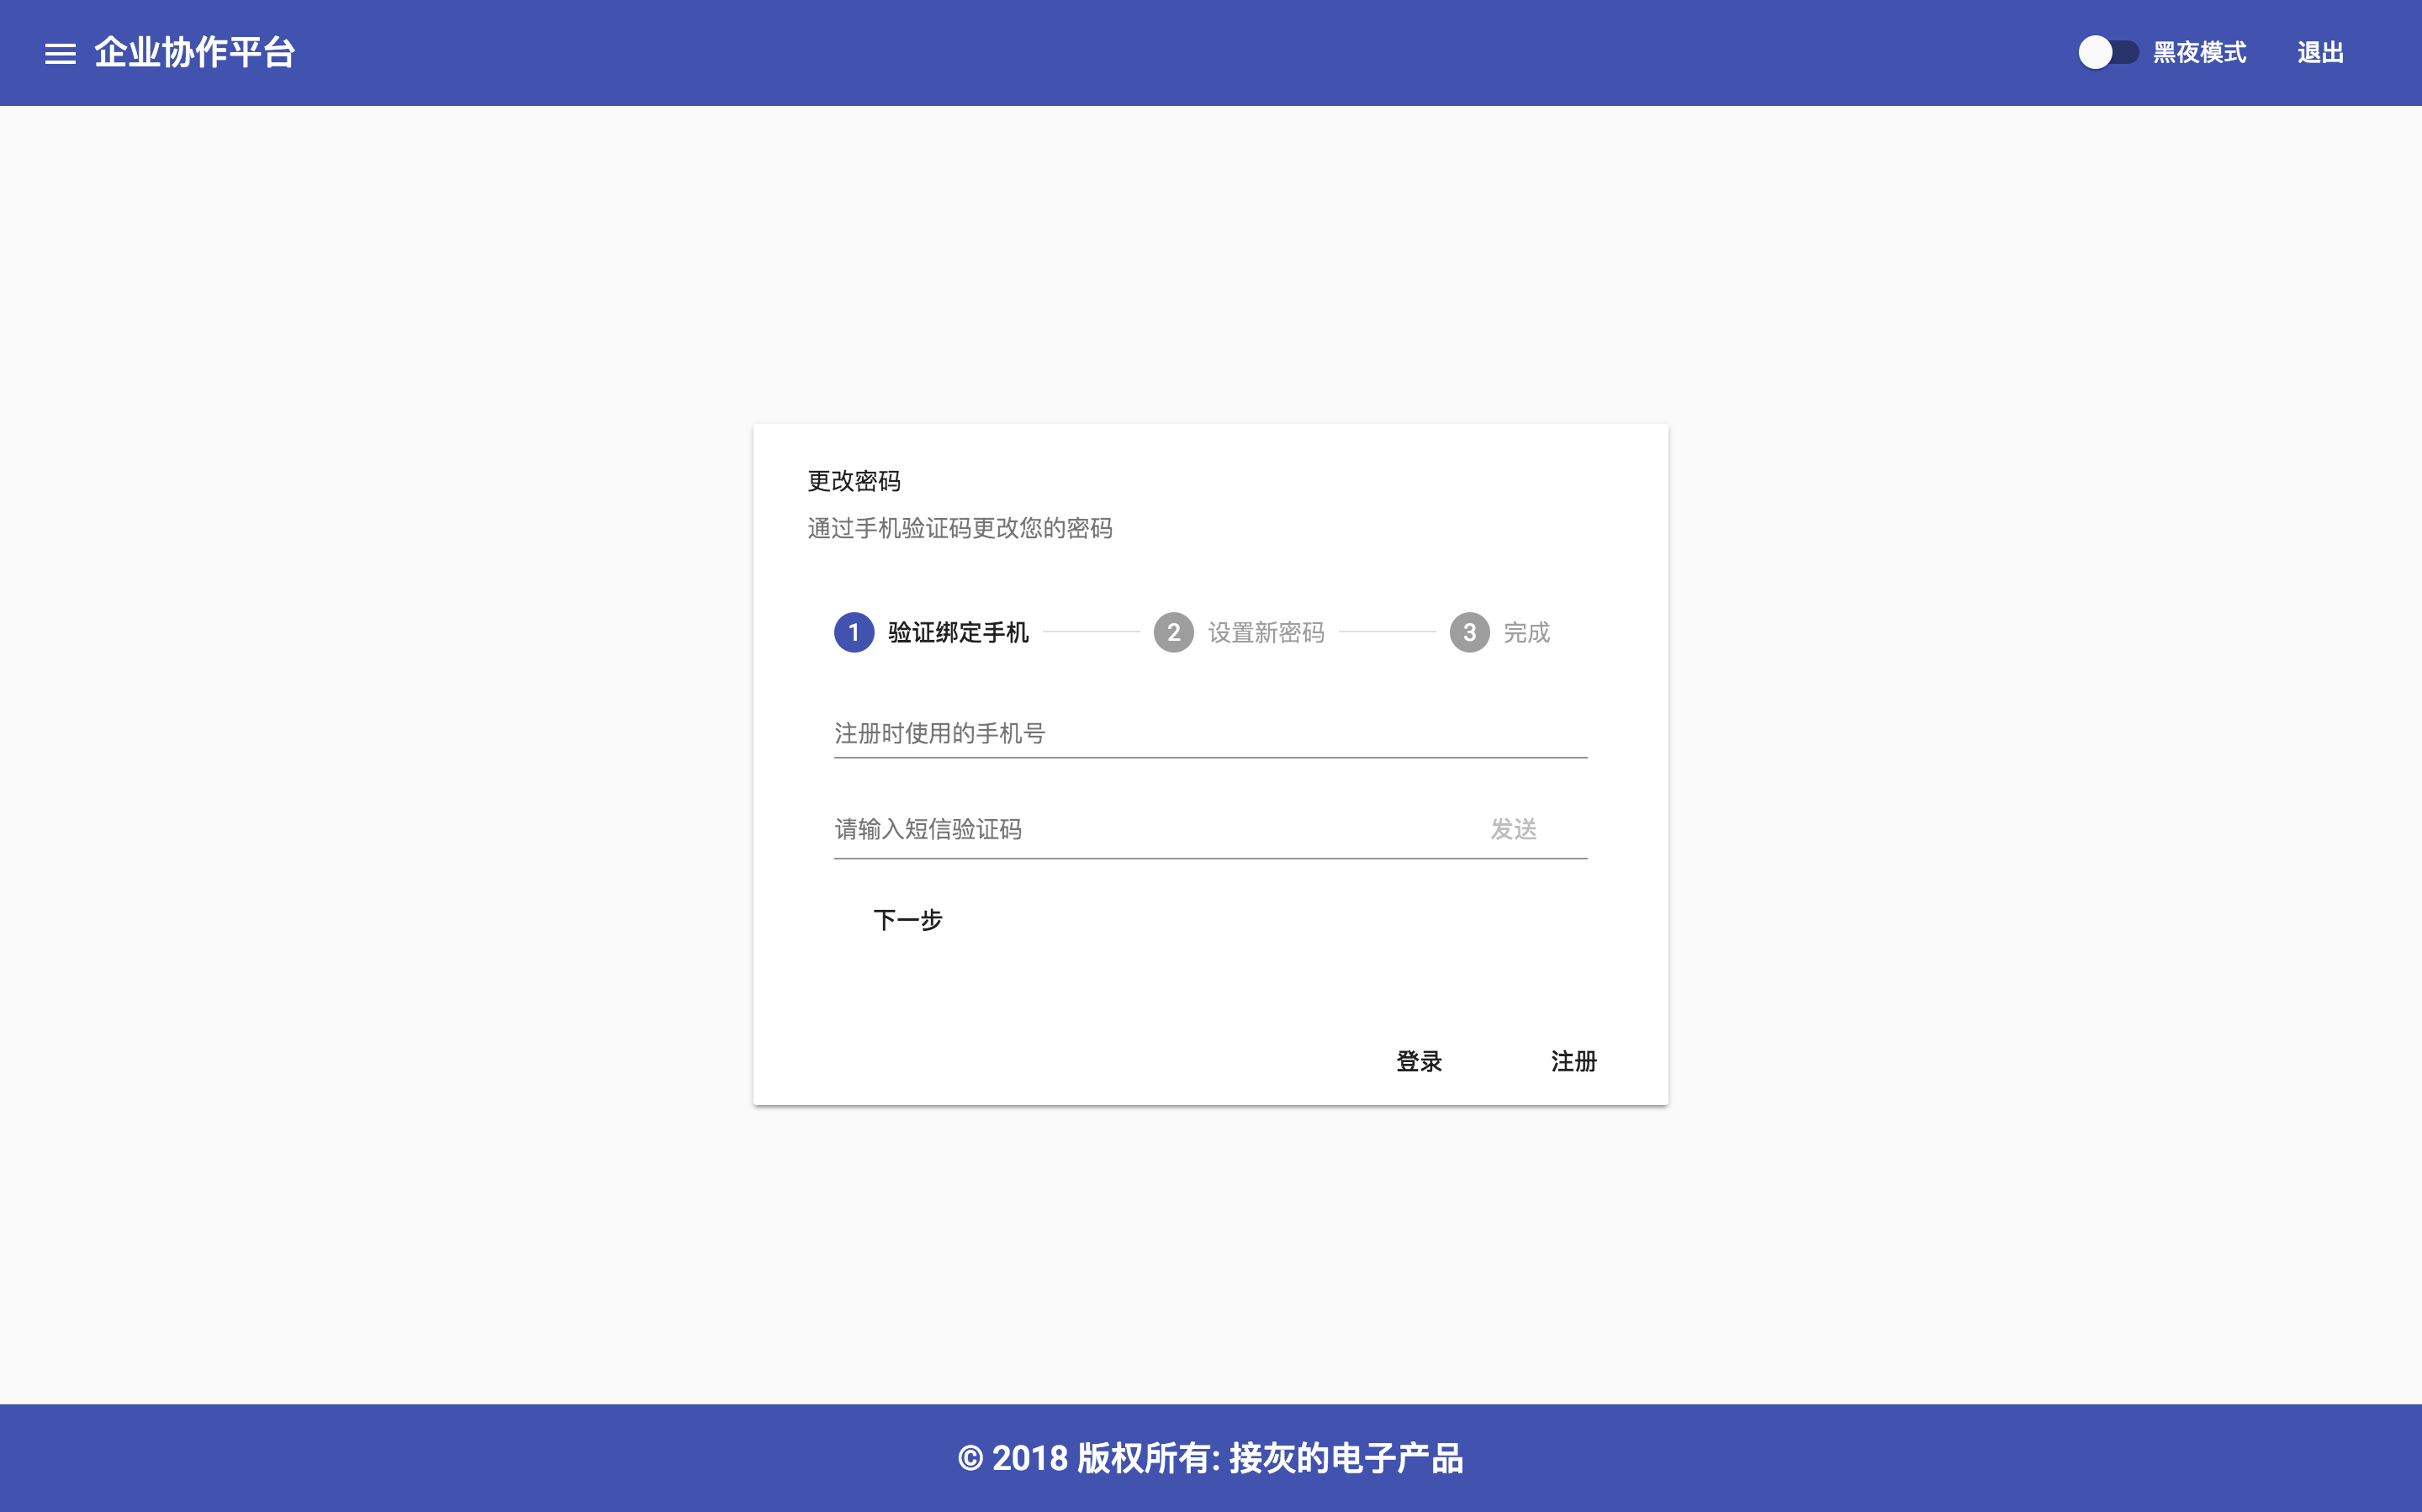 企业协作平台 黑夜模式 退出
更改密码
通过手机验证码更改您的密码
1 验证绑定手机 2 设置新密码 3 完成
注册时使用的手机号
请输入短信验证码 发送
下一步
登录 注册
© 2018 版权所有: 接灰的电子产品